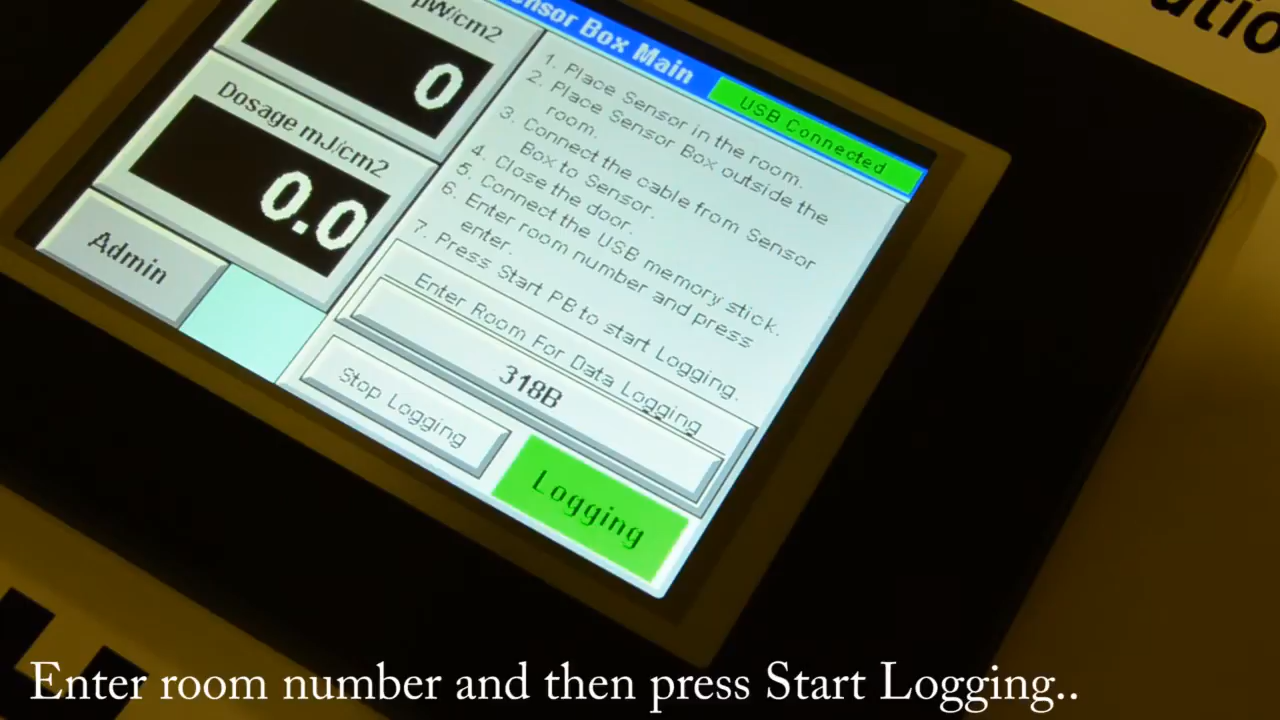 µW/cm2
0
Dosage mJ/cm2
0.0
Admin
Sensor Box Main
USB Connected
1. Place Sensor in the room.
2. Place Sensor Box outside the
room.
3. Connect the cable from Sensor
Box to Sensor.
4. Close the door.
5. Connect the USB memory stick.
6. Enter room number and press
enter.
7. Press Start PB to start Logging.
Enter Room For Data Logging
318B
Stop Logging
Logging
Enter room number and then press Start Logging..